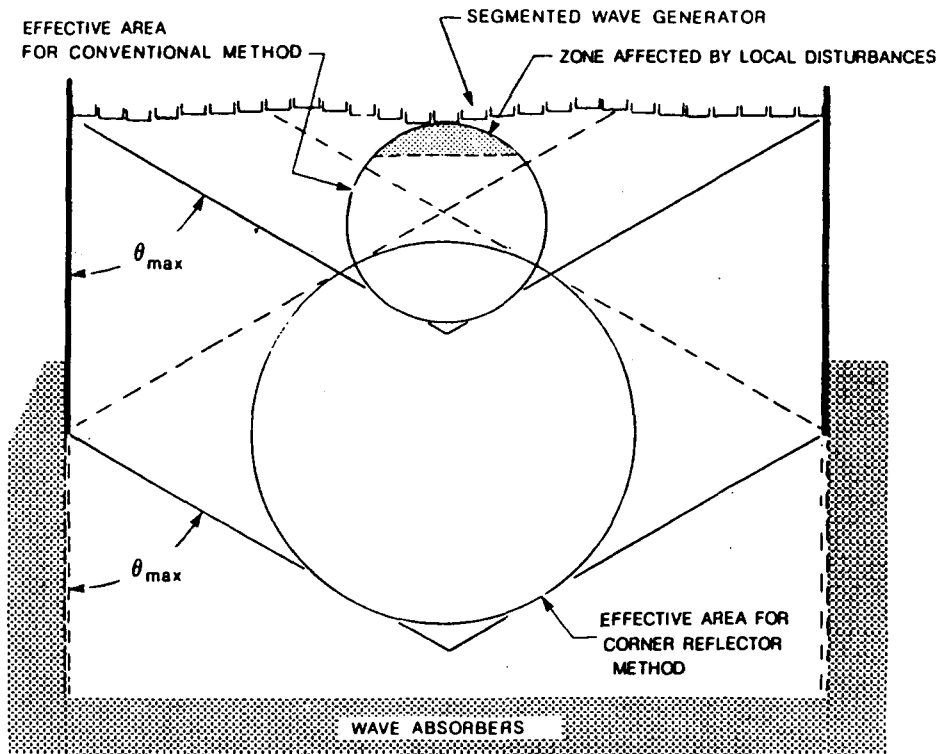 SEGMENTED WAVE GENERATOR
EFFECTIVE AREA
FOR CONVENTIONAL METHOD
ZONE AFFECTED BY LOCAL DISTURBANCES
θmax
θmax
EFFECTIVE AREA FOR
CORNER REFLECTOR
METHOD
WAVE ABSORBERS